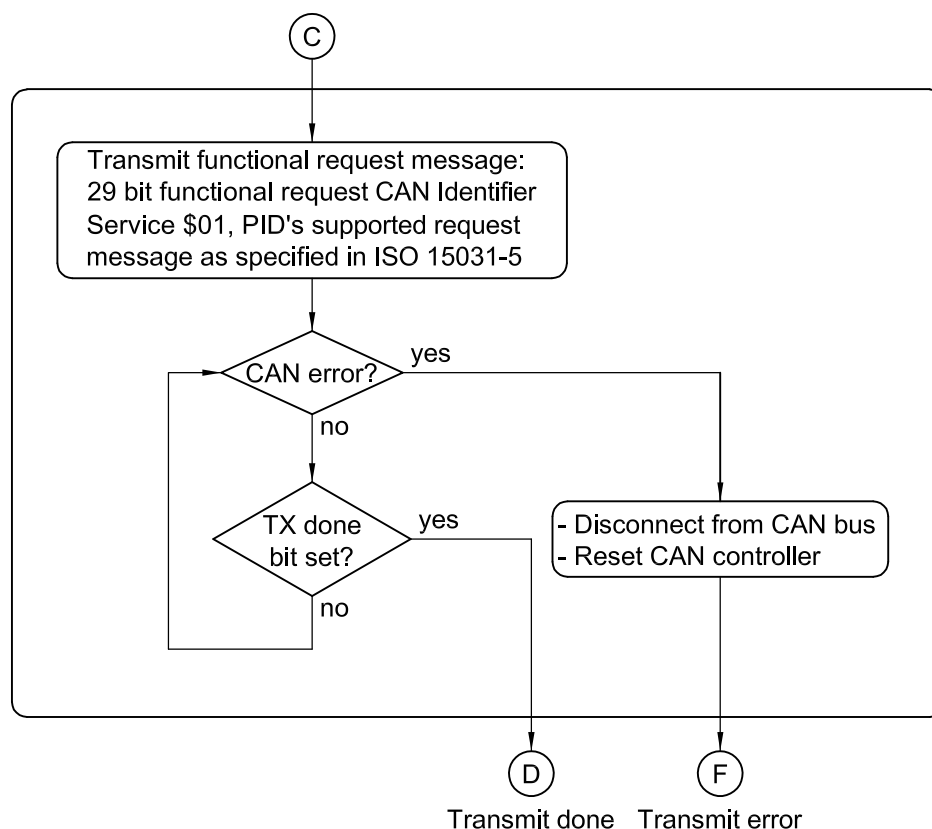 C
Transmit functional request message:
29 bit functional request CAN Identifier
Service $01, PID's supported request
message as specified in ISO 15031-5
CAN error?
yes
no
TX done
bit set?
yes
no
- Disconnect from CAN bus
- Reset CAN controller
D
F
Transmit done
Transmit error